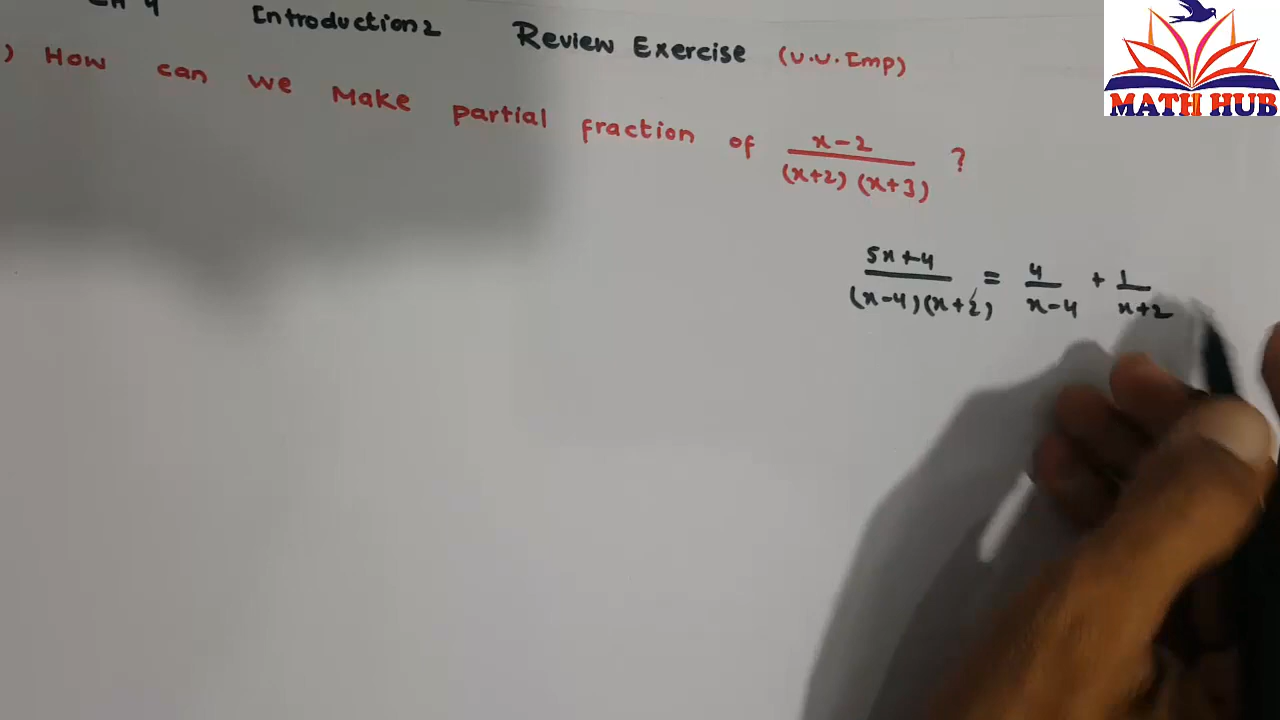 4 Introduction2 Review Exercise (U.U.Imp)
) How can we Make partial fraction of x-2 / (x+2) (x+3) ?
5x+4 / (x-4)(x+2) = 4 / x-4 + 1 / x+2
MATH HUB